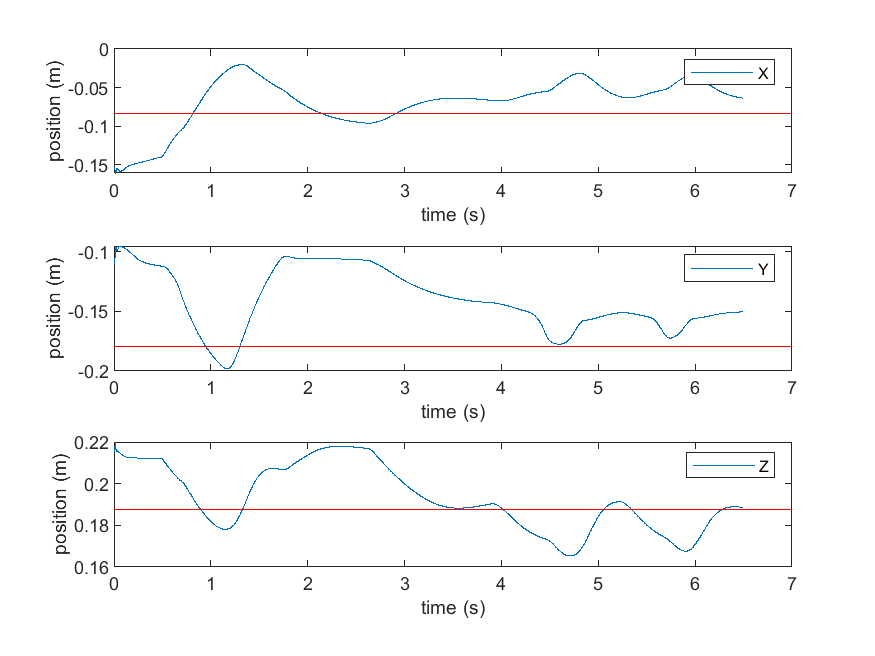 0
-0.05
-0.1
-0.15
position (m)
X
0 1 2 3 4 5 6 7
time (s)
-0.1
-0.15
-0.2
position (m)
Y
0 1 2 3 4 5 6 7
time (s)
0.22
0.2
0.18
0.16
position (m)
Z
0 1 2 3 4 5 6 7
time (s)